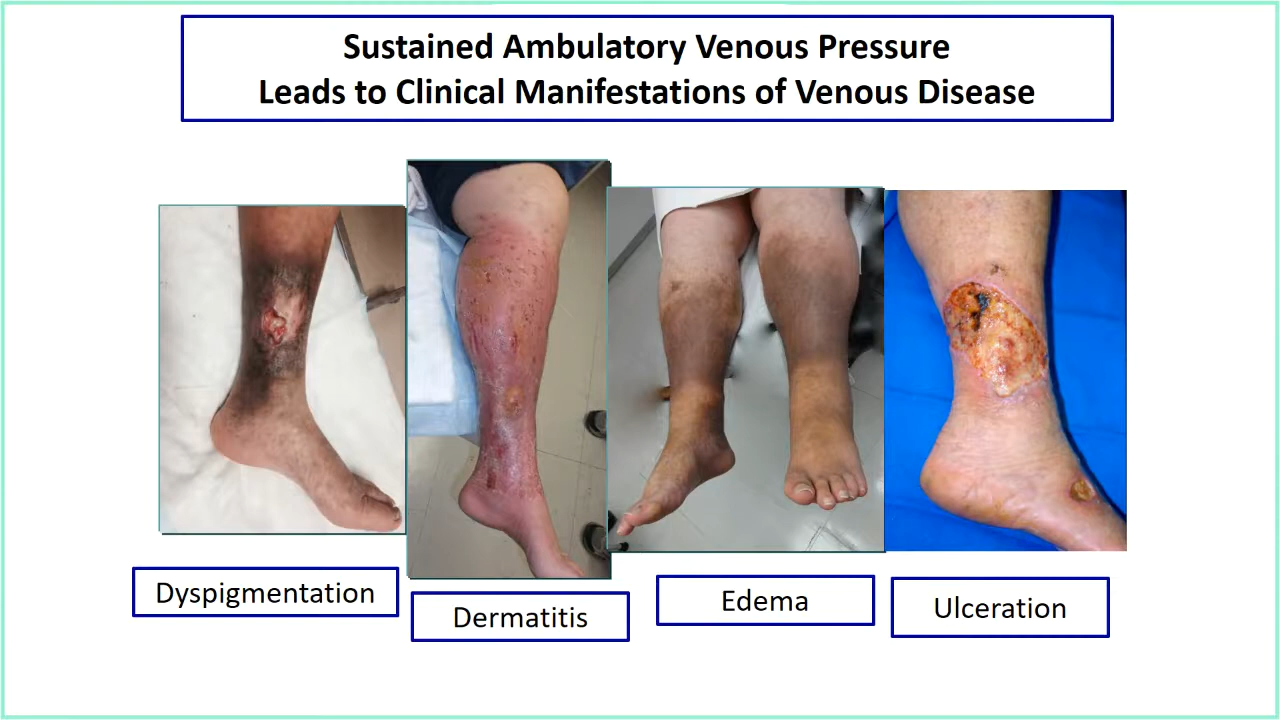 Sustained Ambulatory Venous Pressure
Leads to Clinical Manifestations of Venous Disease
Dyspigmentation
Dermatitis
Edema
Ulceration